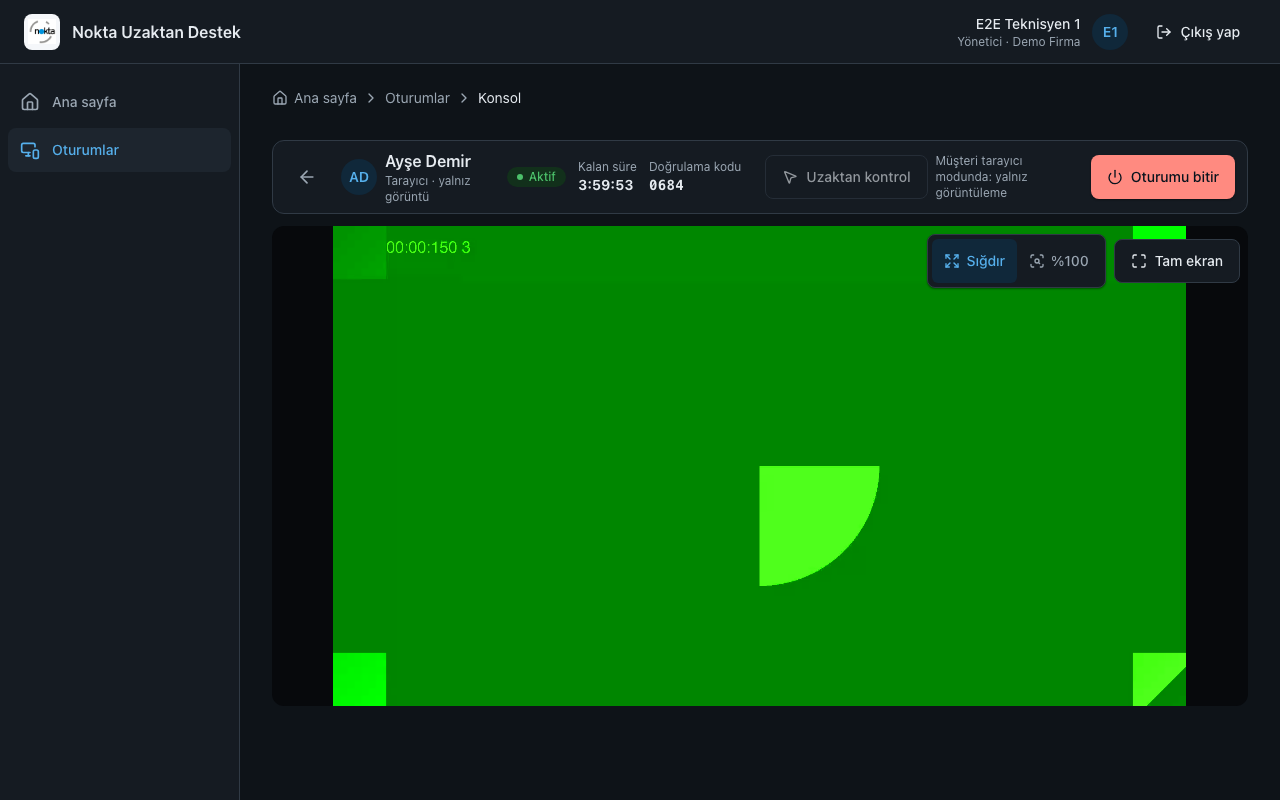 nokta
Nokta Uzaktan Destek
E2E Teknisyen 1
Yönetici · Demo Firma
E1
Çıkış yap
Ana sayfa
Oturumlar
Ana sayfa
Oturumlar
Konsol
AD
Ayşe Demir
Tarayıcı · yalnız
görüntü
Aktif
Kalan süre
3:59:53
Doğrulama kodu
0684
Uzaktan kontrol
Müşteri tarayıcı
modunda: yalnız
görüntüleme
Oturumu bitir
00:00:150 3
Sığdır
%100
Tam ekran